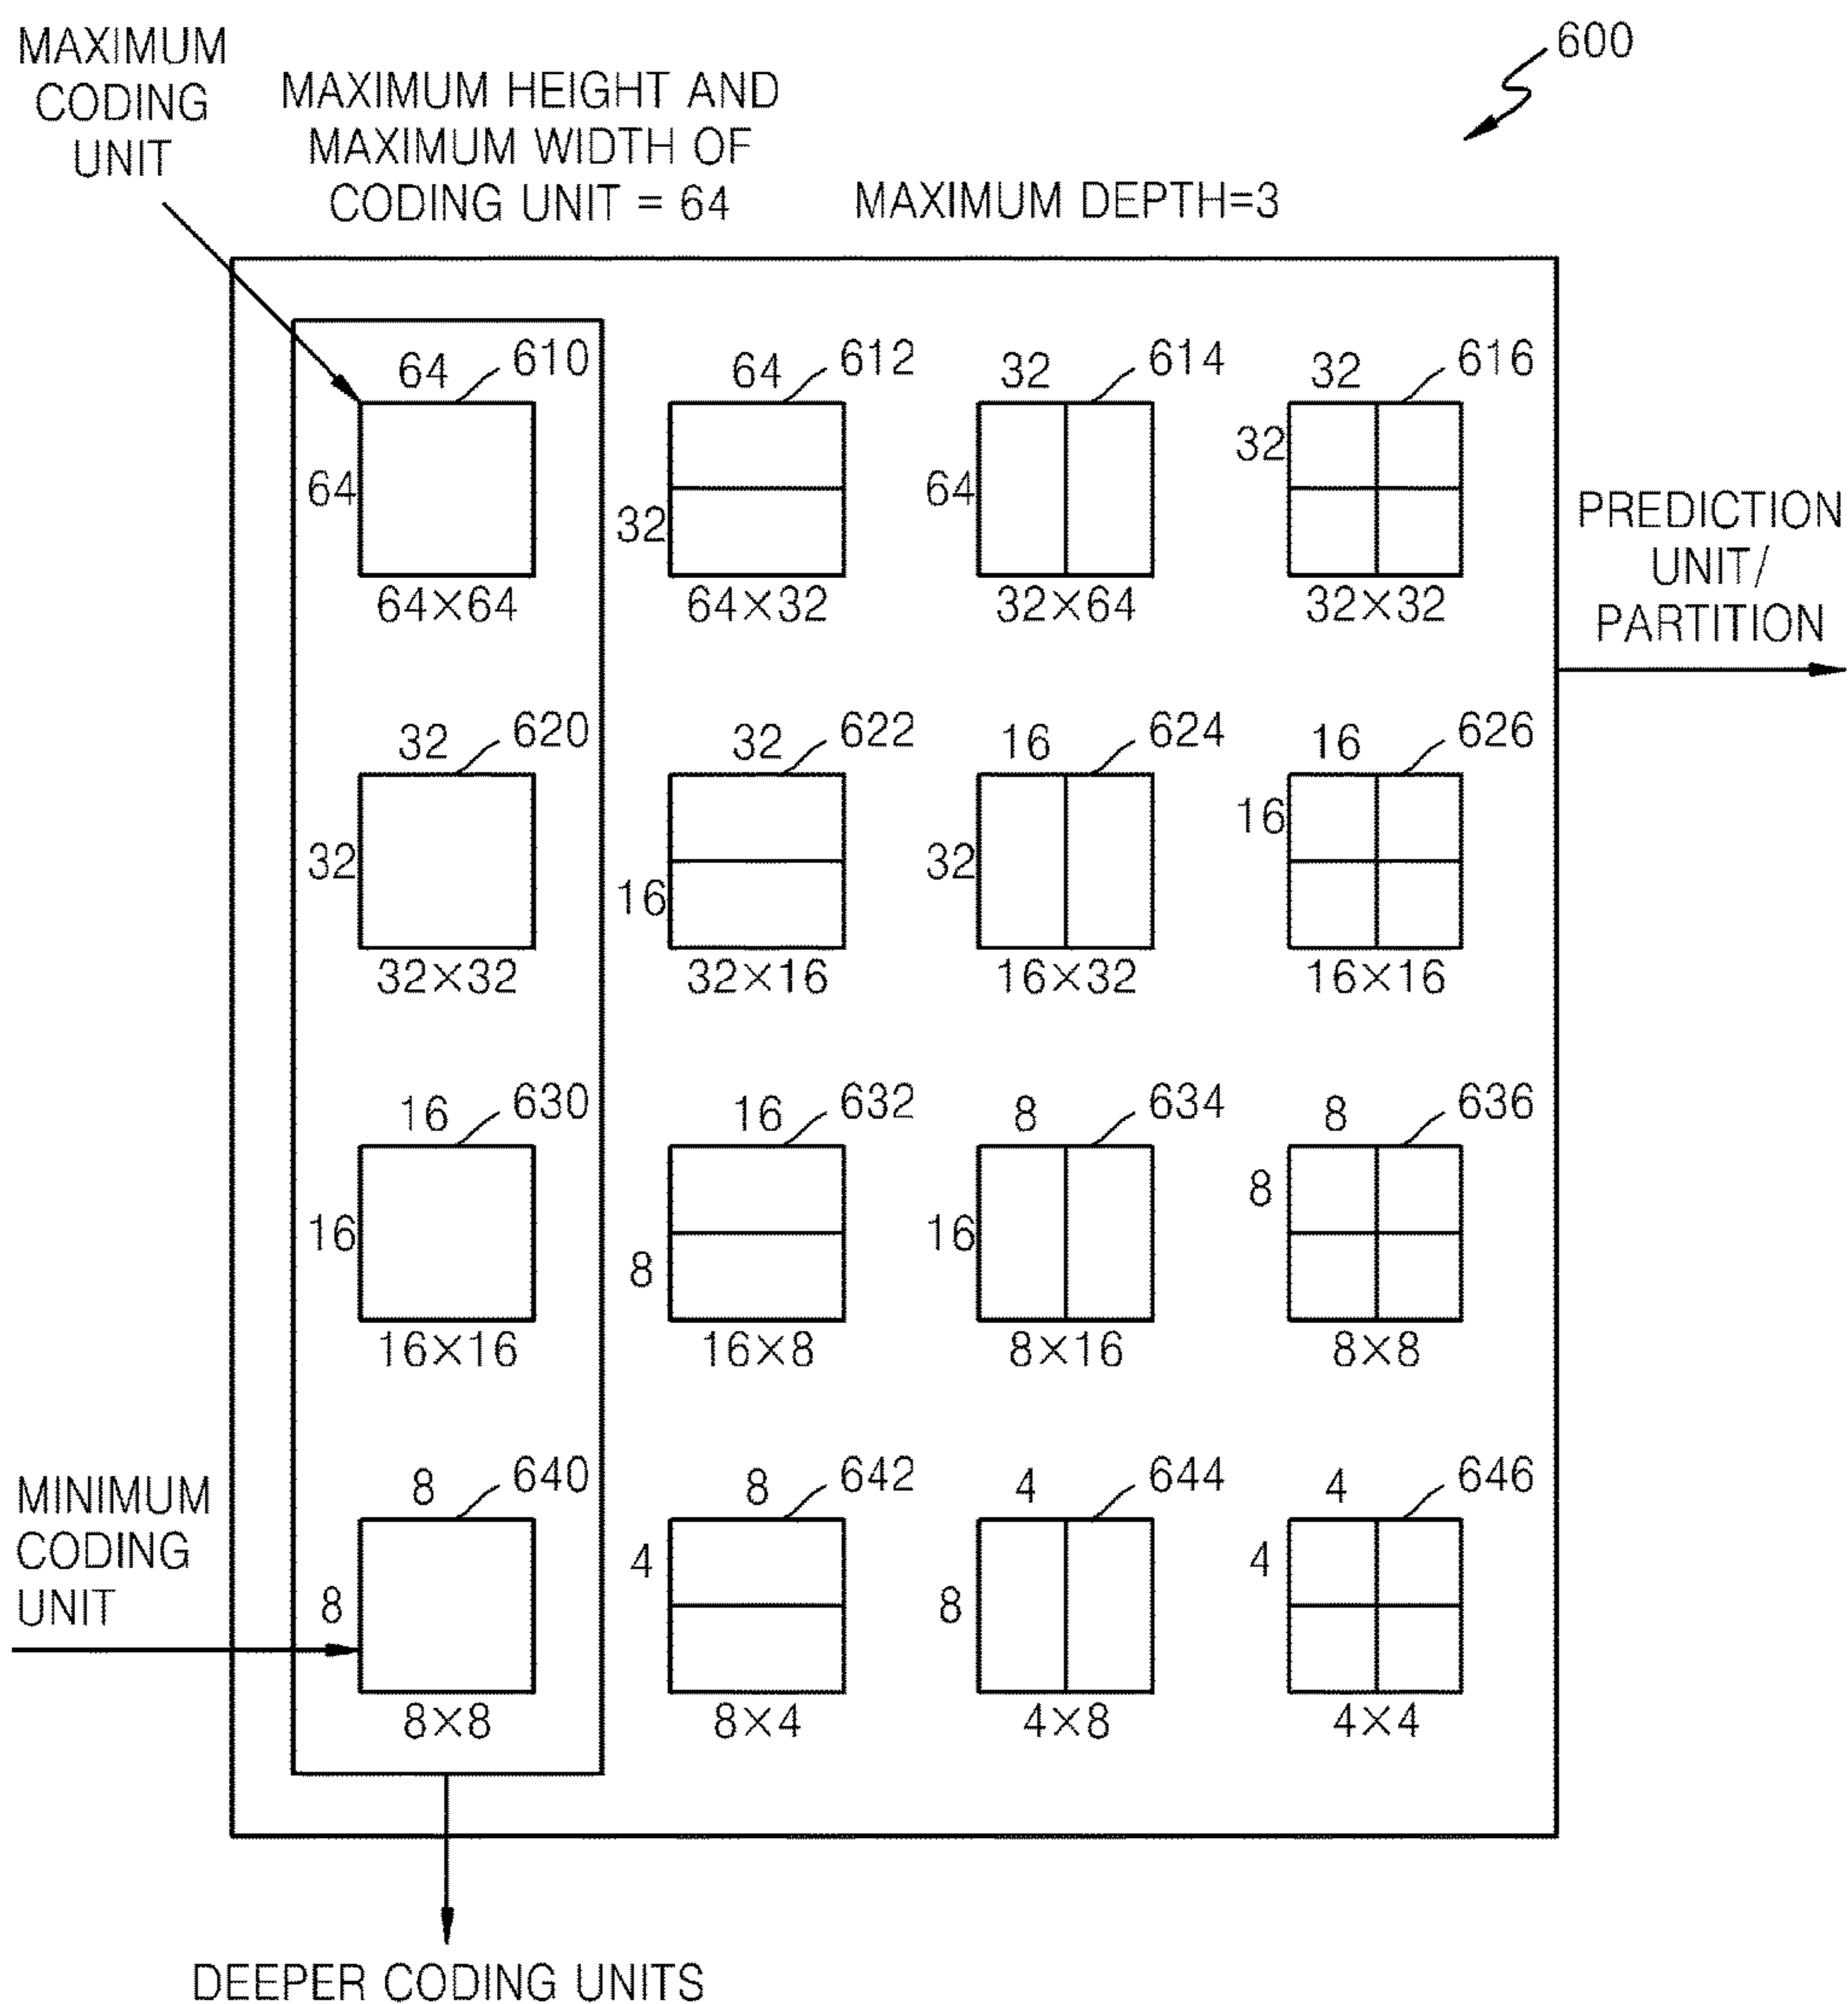 MAXIMUM
CODING
UNIT
MAXIMUM HEIGHT AND
MAXIMUM WIDTH OF
CODING UNIT = 64
MAXIMUM DEPTH=3
600
64 610 64 612 32 614 32 616
64 32 64 32
64×64 64×32 32×64 32×32
PREDICTION
UNIT/
PARTITION
32 620 32 622 16 624 16 626
32 16 32 16
32×32 32×16 16×32 16×16
16 630 16 632 8 634 8 636
16 8 16 8
16×16 16×8 8×16 8×8
MINIMUM
CODING
UNIT
8 640 8 642 4 644 4 646
8 4 8 4
8×8 8×4 4×8 4×4
DEEPER CODING UNITS